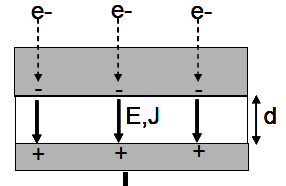 e- e- e-
- - -
E,J d
+ + +